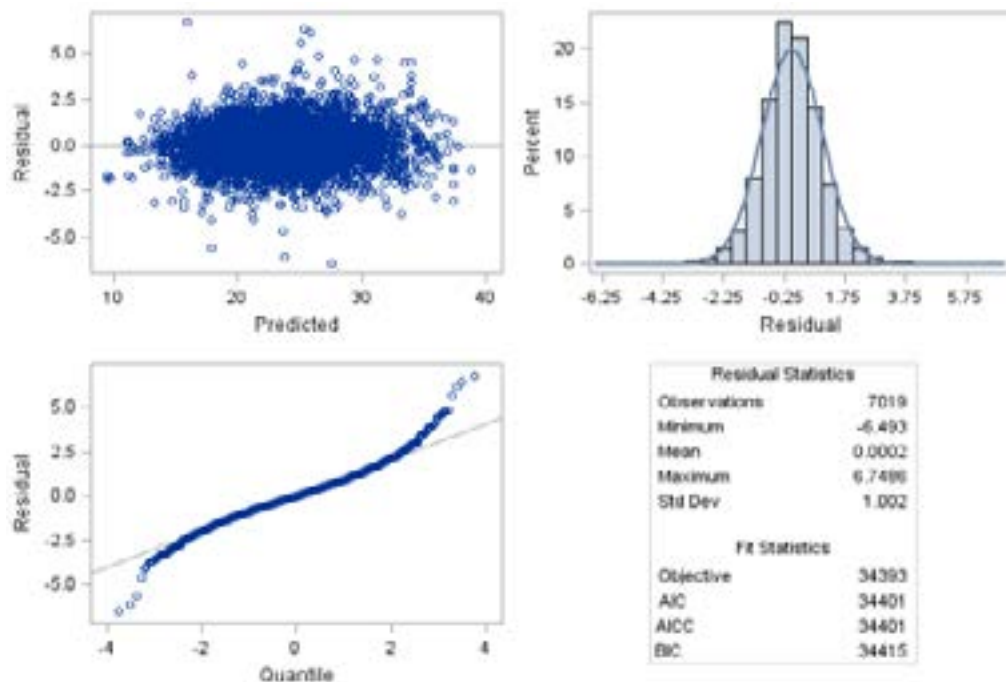 Residual
5.0
2.5
0.0
-2.5
-5.0
10 20 30 40
Predicted
Percent
20
15
10
5
0
-6.25 -4.25 -2.25 -0.25 1.75 3.75 5.75
Residual
Residual
5.0
2.5
0.0
-2.5
-5.0
-4 -2 0 2 4
Quantile
Residual Statistics
Observations 7019
Minimum -6.493
Mean 0.0002
Maximum 6.7486
Std Dev 1.002
Fit Statistics
Objective 34393
AIC 34401
AICC 34401
BIC 34415